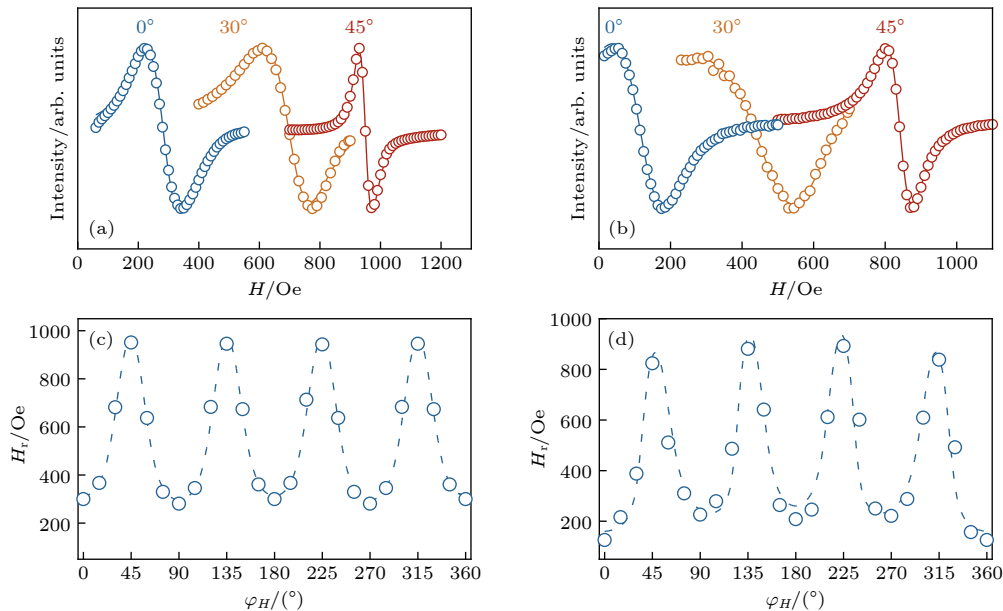 0° 30° 45°
Intensity/arb. units
(a)
0 200 400 600 800 1000 1200
H/Oe
0° 30° 45°
Intensity/arb. units
(b)
0 200 400 600 800 1000
H/Oe
(c)
1000
800
600
400
200
Hr/Oe
0 45 90 135 180 225 270 315 360
φH/(°)
(d)
1000
800
600
400
200
0
Hr/Oe
0 45 90 135 180 225 270 315 360
φH/(°)